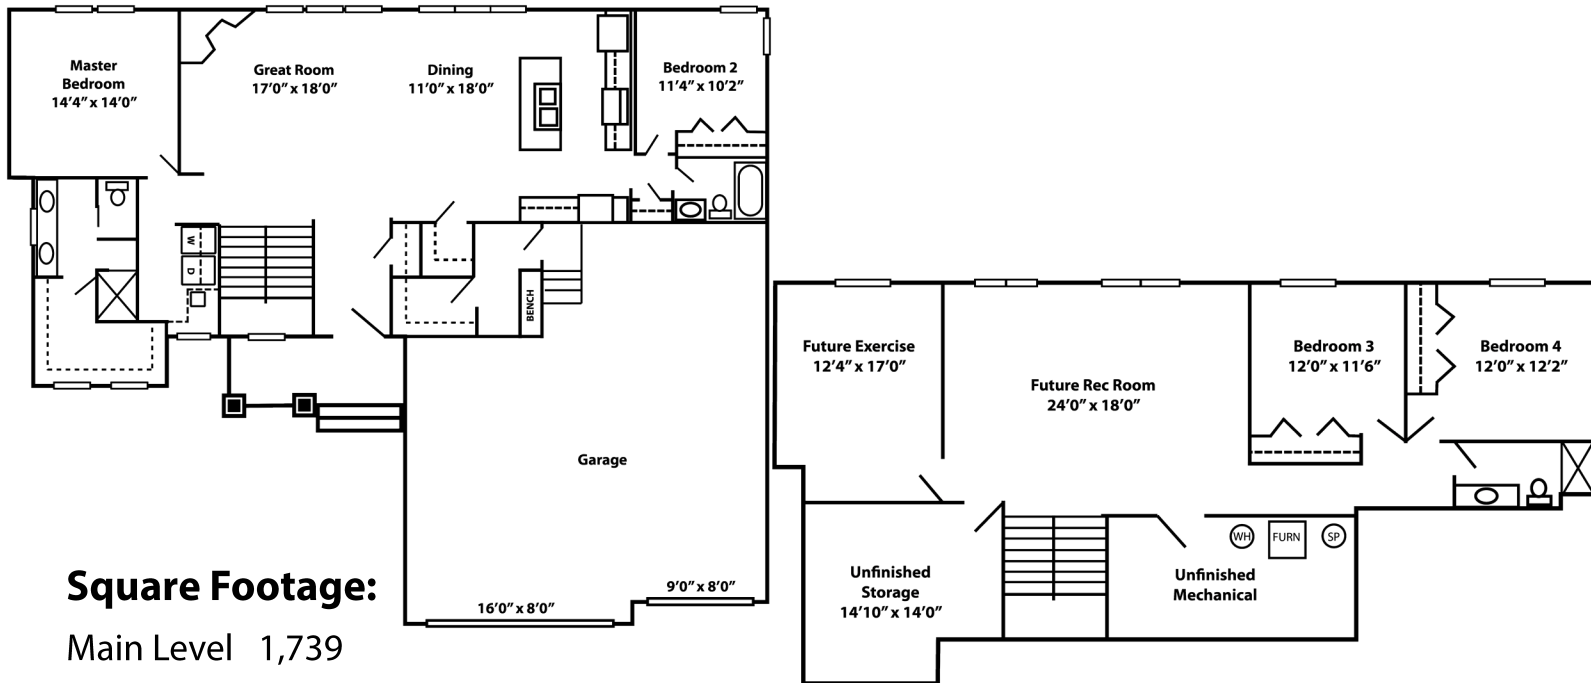 Master
Bedroom
14’4” x 14’0”
Great Room
17’0” x 18’0”
Dining
11’0” x 18’0”
Bedroom 2
11’4” x 10’2”
W
D
BENCH
Garage
16’0” x 8’0”
9’0” x 8’0”
Future Exercise
12’4” x 17’0”
Future Rec Room
24’0” x 18’0”
Bedroom 3
12’0” x 11’6”
Bedroom 4
12’0” x 12’2”
Unfinished
Storage
14’10” x 14’0”
WH
FURN
SP
Unfinished
Mechanical
Square Footage:
Main Level 1,739